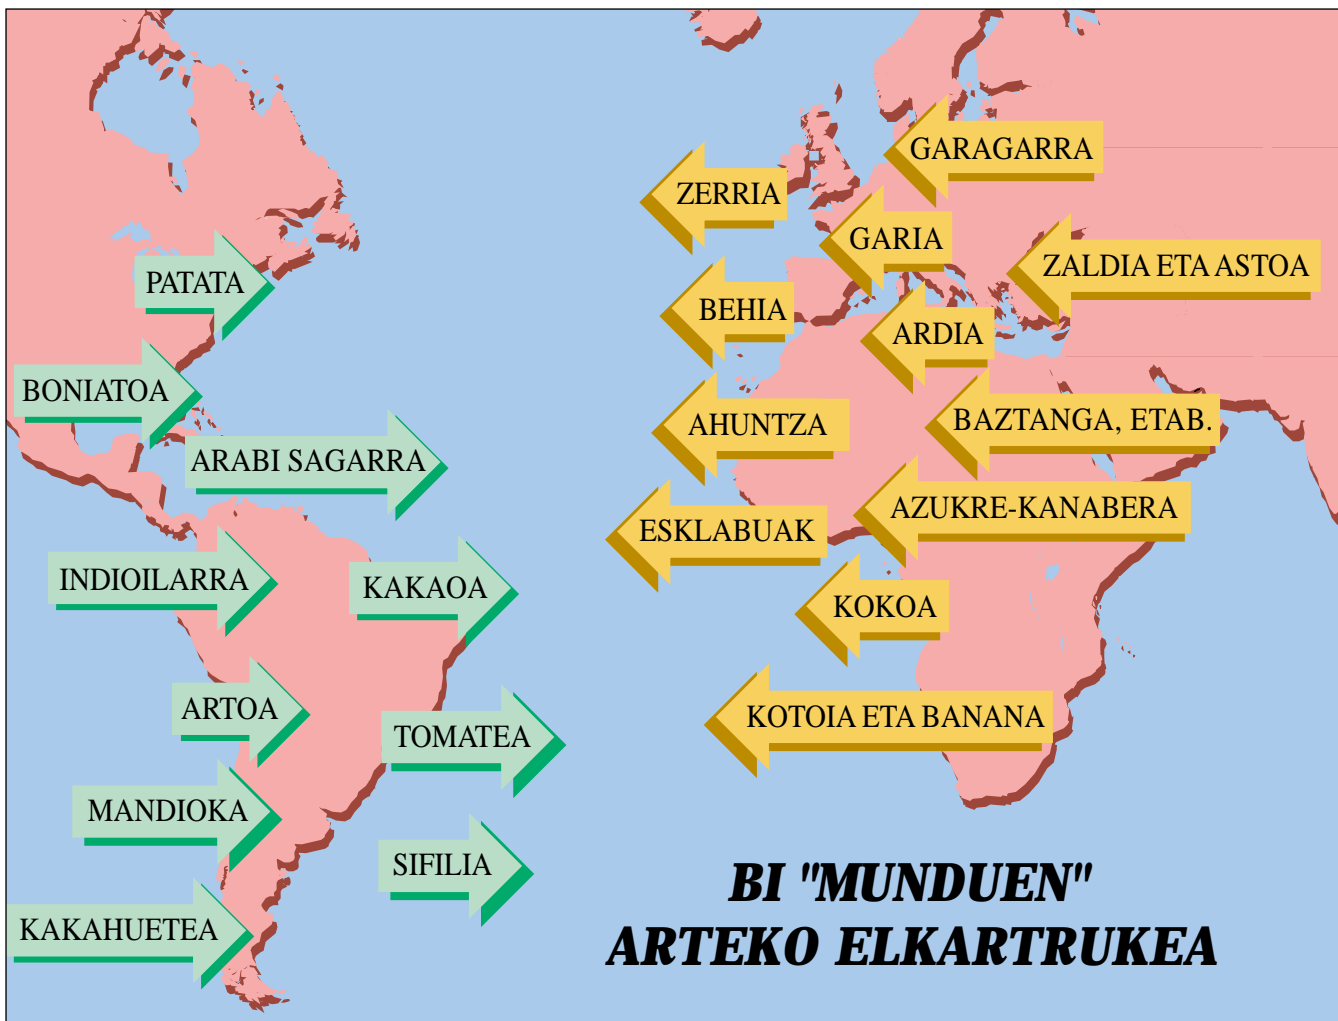 GARAGARRA
ZERRIA
GARIA
ZALDIA ETA ASTOA
PATATA
BEHIA
ARDIA
BONIATOA
AHUNTZA
BAZTANGA, ETAB.
ARABI SAGARRA
AZUKRE-KANABERA
ESKLABUAK
INDIOILARRA
KAKAOA
KOKOA
ARTOA
KOTOIA ETA BANANA
TOMATEA
MANDIOKA
SIFILIA
KAKAHUETEA
BI "MUNDUEN"
ARTEKO ELKARTRUKEA